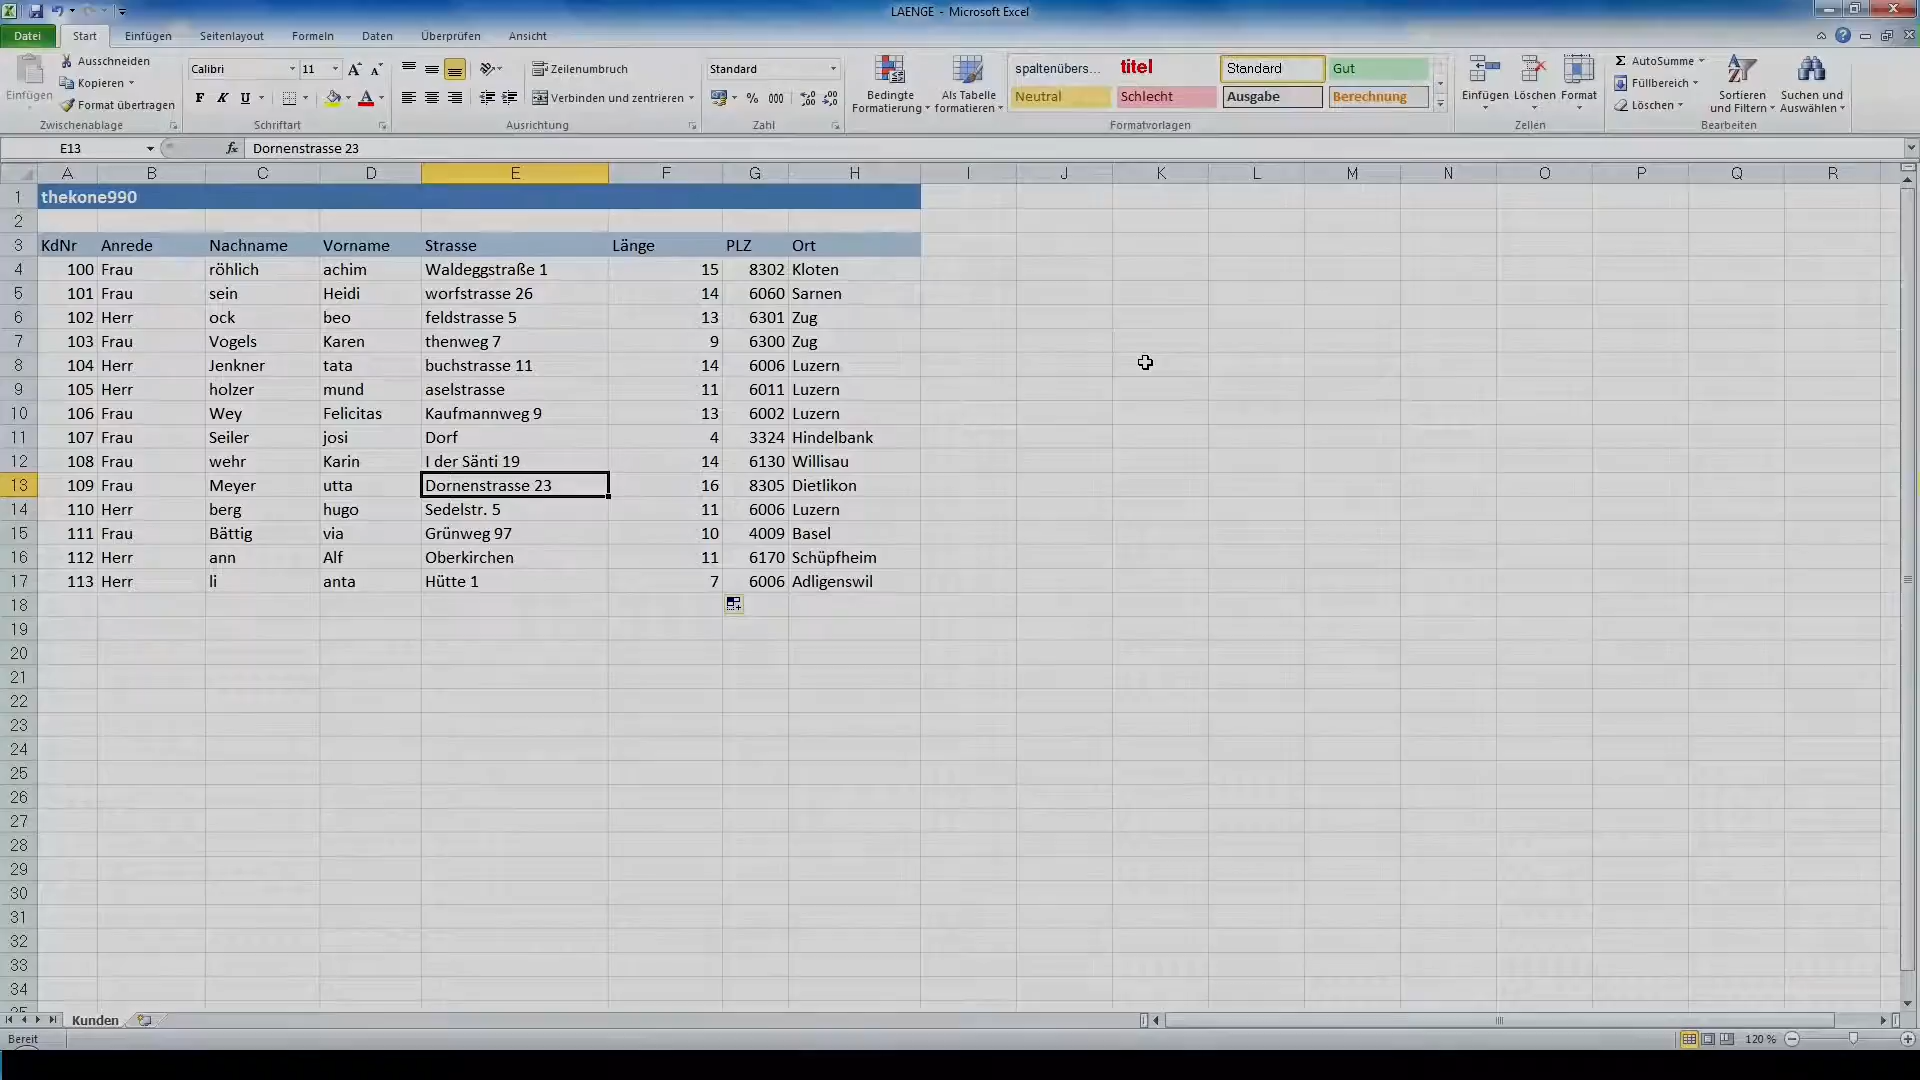 LAENGE - Microsoft Excel
Datei Start Einfügen Seitenlayout Formeln Daten Überprüfen Ansicht
Einfügen Ausschneiden Kopieren Format übertragen Zwischenablage
Calibri 11 F K U Schriftart
Zeilenumbruch Verbinden und zentrieren Ausrichtung
Standard % 000 Zahl
Bedingte Formatierung Als Tabelle formatieren
spaltenübers... titel Standard Gut
Neutral Schlecht Ausgabe Berechnung
Formatvorlagen
Einfügen Löschen Format Zellen
AutoSumme Füllbereich Löschen Sortieren und Filtern Suchen und Auswählen Bearbeiten
E13 fx Dornenstrasse 23
A B C D E F G H I J K L M N O P Q R
1 thekone990
2
3 KdNr Anrede Nachname Vorname Strasse Länge PLZ Ort
4 100 Frau röhlich achim Waldeggstraße 1 15 8302 Kloten
5 101 Frau sein Heidi worfstrasse 26 14 6060 Sarnen
6 102 Herr ock beo feldstrasse 5 13 6301 Zug
7 103 Frau Vogels Karen thenweg 7 9 6300 Zug
8 104 Herr Jenkner tata buchstrasse 11 14 6006 Luzern
9 105 Herr holzer mund aselstrasse 11 6011 Luzern
10 106 Frau Wey Felicitas Kaufmannweg 9 13 6002 Luzern
11 107 Frau Seiler josi Dorf 4 3324 Hindelbank
12 108 Frau wehr Karin I der Sänti 19 14 6130 Willisau
13 109 Frau Meyer utta Dornenstrasse 23 16 8305 Dietlikon
14 110 Herr berg hugo Sedelstr. 5 11 6006 Luzern
15 111 Frau Bättig via Grünweg 97 10 4009 Basel
16 112 Herr ann Alf Oberkirchen 11 6170 Schüpfheim
17 113 Herr li anta Hütte 1 7 6006 Adligenswil
18
19
20
21
22
23
24
25
26
27
28
29
30
31
32
33
34
Kunden
Bereit 120 %